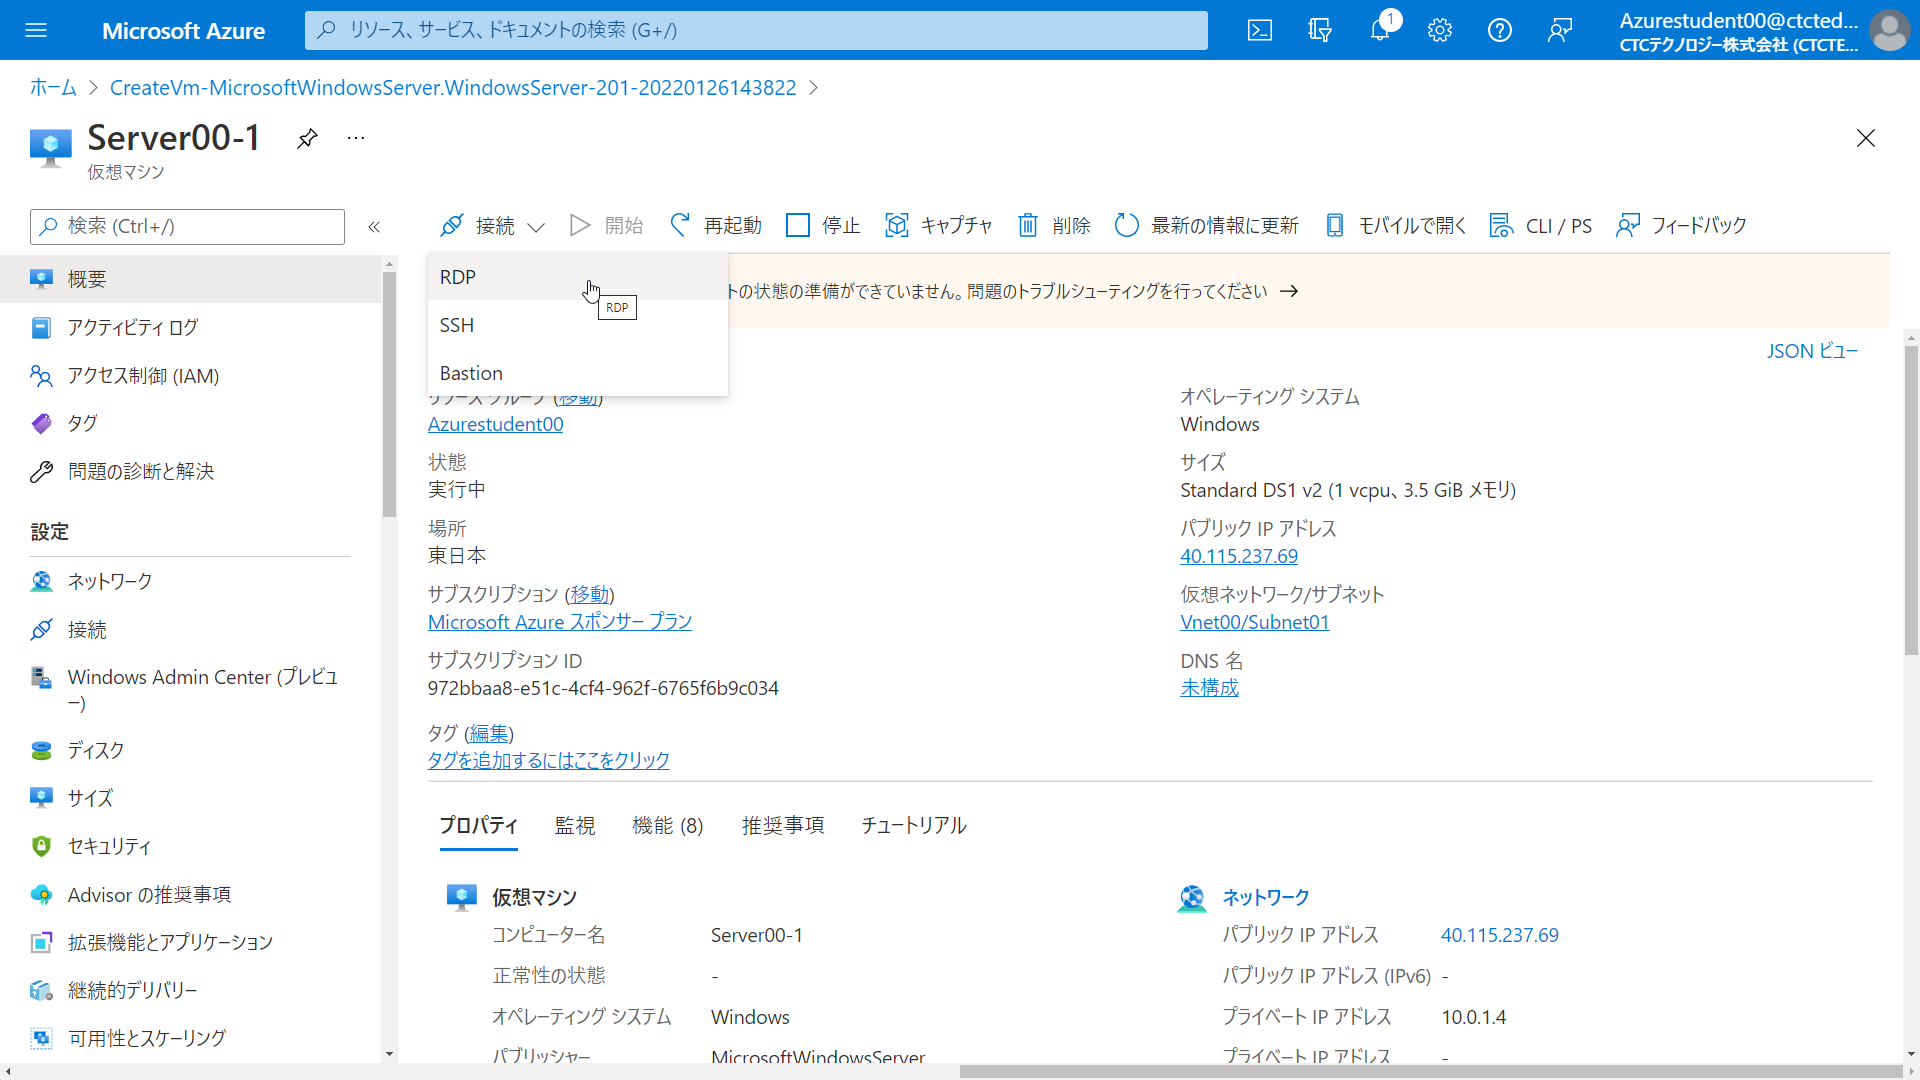 Microsoft Azure
リソース、サービス、ドキュメントの検索 (G+/)
1
Azurestudent00@ctcted...
CTCテクノロジー株式会社 (CTCTE...
ホーム
CreateVm-MicrosoftWindowsServer.WindowsServer-201-20220126143822
Server00-1
...
仮想マシン
検索 (Ctrl+/)
«
接続
開始
再起動
停止
キャプチャ
削除
最新の情報に更新
モバイルで開く
CLI / PS
フィードバック
概要
アクティビティ ログ
アクセス制御 (IAM)
タグ
問題の診断と解決
設定
ネットワーク
接続
Windows Admin Center (プレビュ
ー)
ディスク
サイズ
セキュリティ
Advisor の推奨事項
拡張機能とアプリケーション
継続的デリバリー
可用性とスケーリング
RDP
RDP
SSH
Bastion
トの状態の準備ができていません。問題のトラブルシューティングを行ってください →
JSON ビュー
リソース グループ (移動)
Azurestudent00
状態
実行中
場所
東日本
サブスクリプション (移動)
Microsoft Azure スポンサー プラン
サブスクリプション ID
972bbaa8-e51c-4cf4-962f-6765f6b9c034
タグ (編集)
タグを追加するにはここをクリック
オペレーティング システム
Windows
サイズ
Standard DS1 v2 (1 vcpu、3.5 GiB メモリ)
パブリック IP アドレス
40.115.237.69
仮想ネットワーク/サブネット
Vnet00/Subnet01
DNS 名
未構成
プロパティ
監視
機能 (8)
推奨事項
チュートリアル
仮想マシン
コンピューター名 Server00-1
正常性の状態 -
オペレーティング システム Windows
パブリッシャー MicrosoftWindowsServer
ネットワーク
パブリック IP アドレス 40.115.237.69
パブリック IP アドレス (IPv6) -
プライベート IP アドレス 10.0.1.4
プライベート IP アドレス -